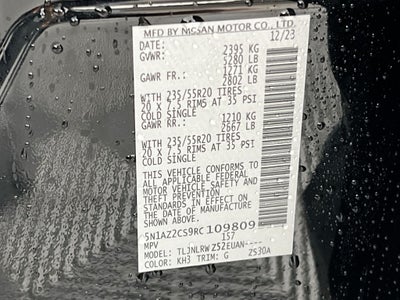 MFD BY NISSAN MOTOR CO., LTD.
DATE: 12/23
GVWR: 2395 KG
5280 LB
GAWR FR.: 1271 KG
2802 LB
WITH 235/55R20 TIRES
20 X 7.5 RIMS AT 35 PSI
COLD SINGLE
GAWR RR.: 1210 KG
2667 LB
WITH 235/55R20 TIRES
20 X 7.5 RIMS AT 35 PSI
COLD SINGLE
THIS VEHICLE CONFORMS TO
ALL APPLICABLE FEDERAL
MOTOR VEHICLE SAFETY AND
THEFT PREVENTION
STANDARDS IN EFFECT ON
THE DATE OF MANUFACTURE
5N1AZ2CS9RC109809
MPV 157
MODEL: TLJNLRWZ52EUAN----
COLOR: KH3 TRIM: G ZS30A